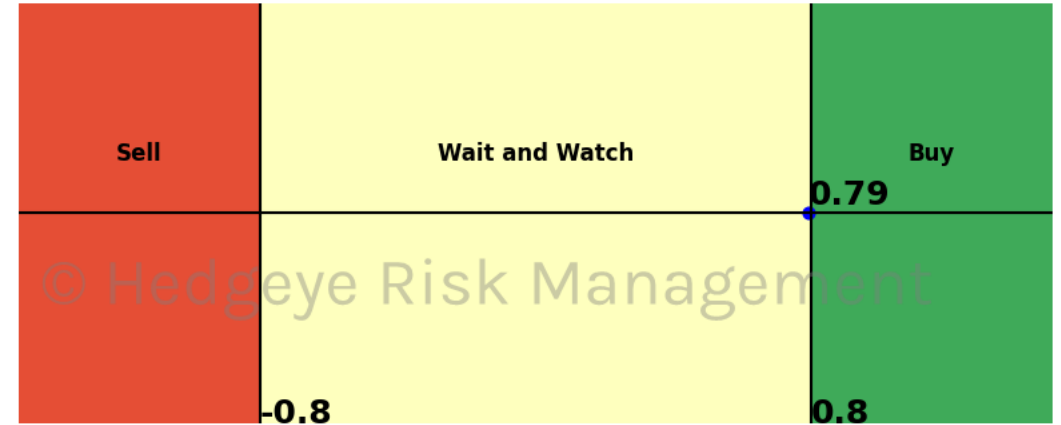 Sell
Wait and Watch
Buy
0.79
© Hedgeye Risk Management
-0.8
0.8